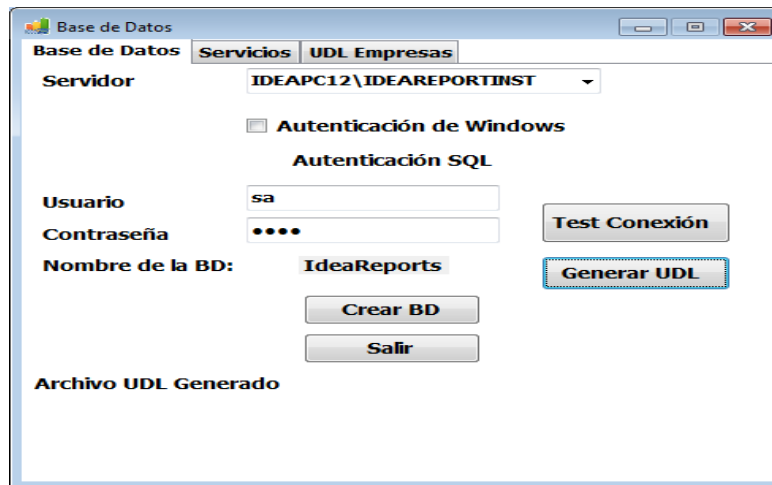 Base de Datos
Base de Datos Servicios UDL Empresas
Servidor IDEAPC12\IDEAREPORTINST
Autenticación de Windows
Autenticación SQL
Usuario sa
Contraseña ●●●● Test Conexión
Nombre de la BD: IdeaReports Generar UDL
Crear BD
Salir
Archivo UDL Generado